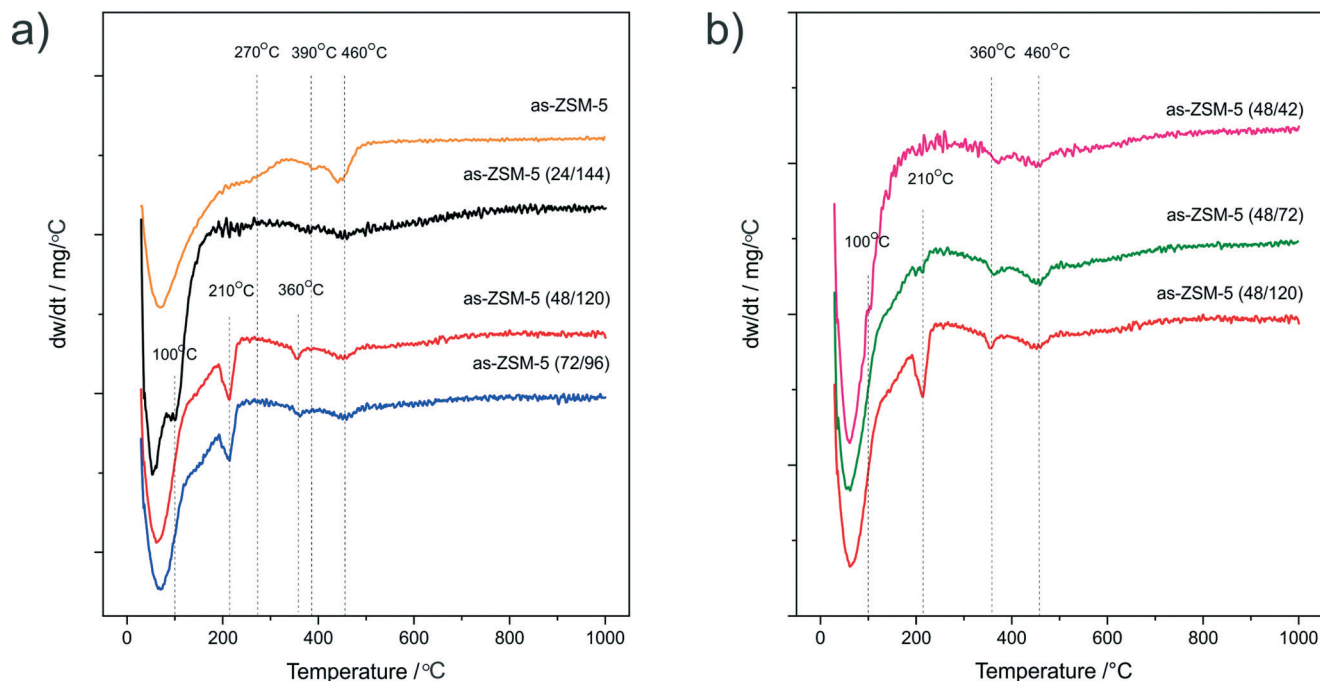 a)
270°C 390°C 460°C
as-ZSM-5
as-ZSM-5 (24/144)
210°C 360°C
as-ZSM-5 (48/120)
100°C
as-ZSM-5 (72/96)
dw/dt / mg/°C
0 200 400 600 800 1000
Temperature /°C
b)
360°C 460°C
as-ZSM-5 (48/42)
210°C
as-ZSM-5 (48/72)
100°C
as-ZSM-5 (48/120)
dw/dt / mg/°C
0 200 400 600 800 1000
Temperature /°C